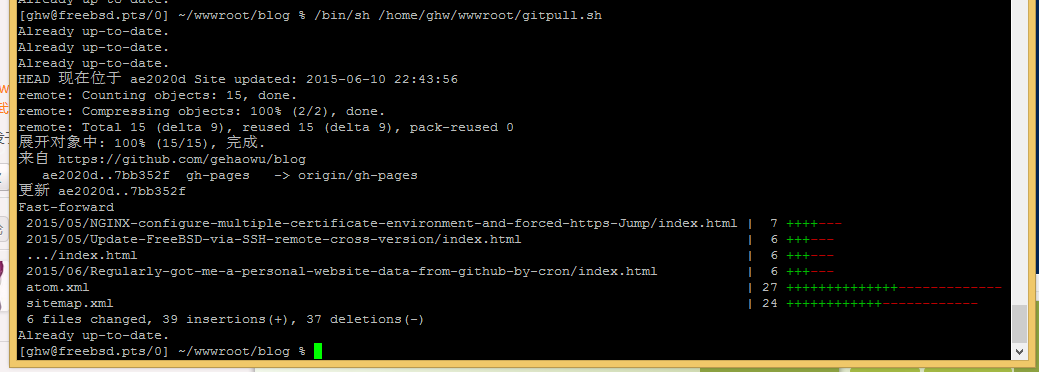 Already up-to-date.
[ghw@freebsd.pts/0] ~/wwwroot/blog % /bin/sh /home/ghw/wwwroot/gitpull.sh
Already up-to-date.
Already up-to-date.
Already up-to-date.
HEAD 现在位于 ae2020d Site updated: 2015-06-10 22:43:56
remote: Counting objects: 15, done.
remote: Compressing objects: 100% (2/2), done.
remote: Total 15 (delta 9), reused 15 (delta 9), pack-reused 0
展开对象中: 100% (15/15), 完成.
来自 https://github.com/gehaowu/blog
   ae2020d..7bb352f  gh-pages   -> origin/gh-pages
更新 ae2020d..7bb352f
Fast-forward
 2015/05/NGINX-configure-multiple-certificate-environment-and-forced-https-Jump/index.html |  7 ++++---
 2015/05/Update-FreeBSD-via-SSH-remote-cross-version/index.html                            |  6 +++---
 .../index.html                                                                            |  6 +++---
 2015/06/Regularly-got-me-a-personal-website-data-from-github-by-cron/index.html           |  6 +++---
 atom.xml                                                                                  | 27 ++++++++++++++-------------
 sitemap.xml                                                                               | 24 ++++++++++++------------
 6 files changed, 39 insertions(+), 37 deletions(-)
Already up-to-date.
[ghw@freebsd.pts/0] ~/wwwroot/blog %